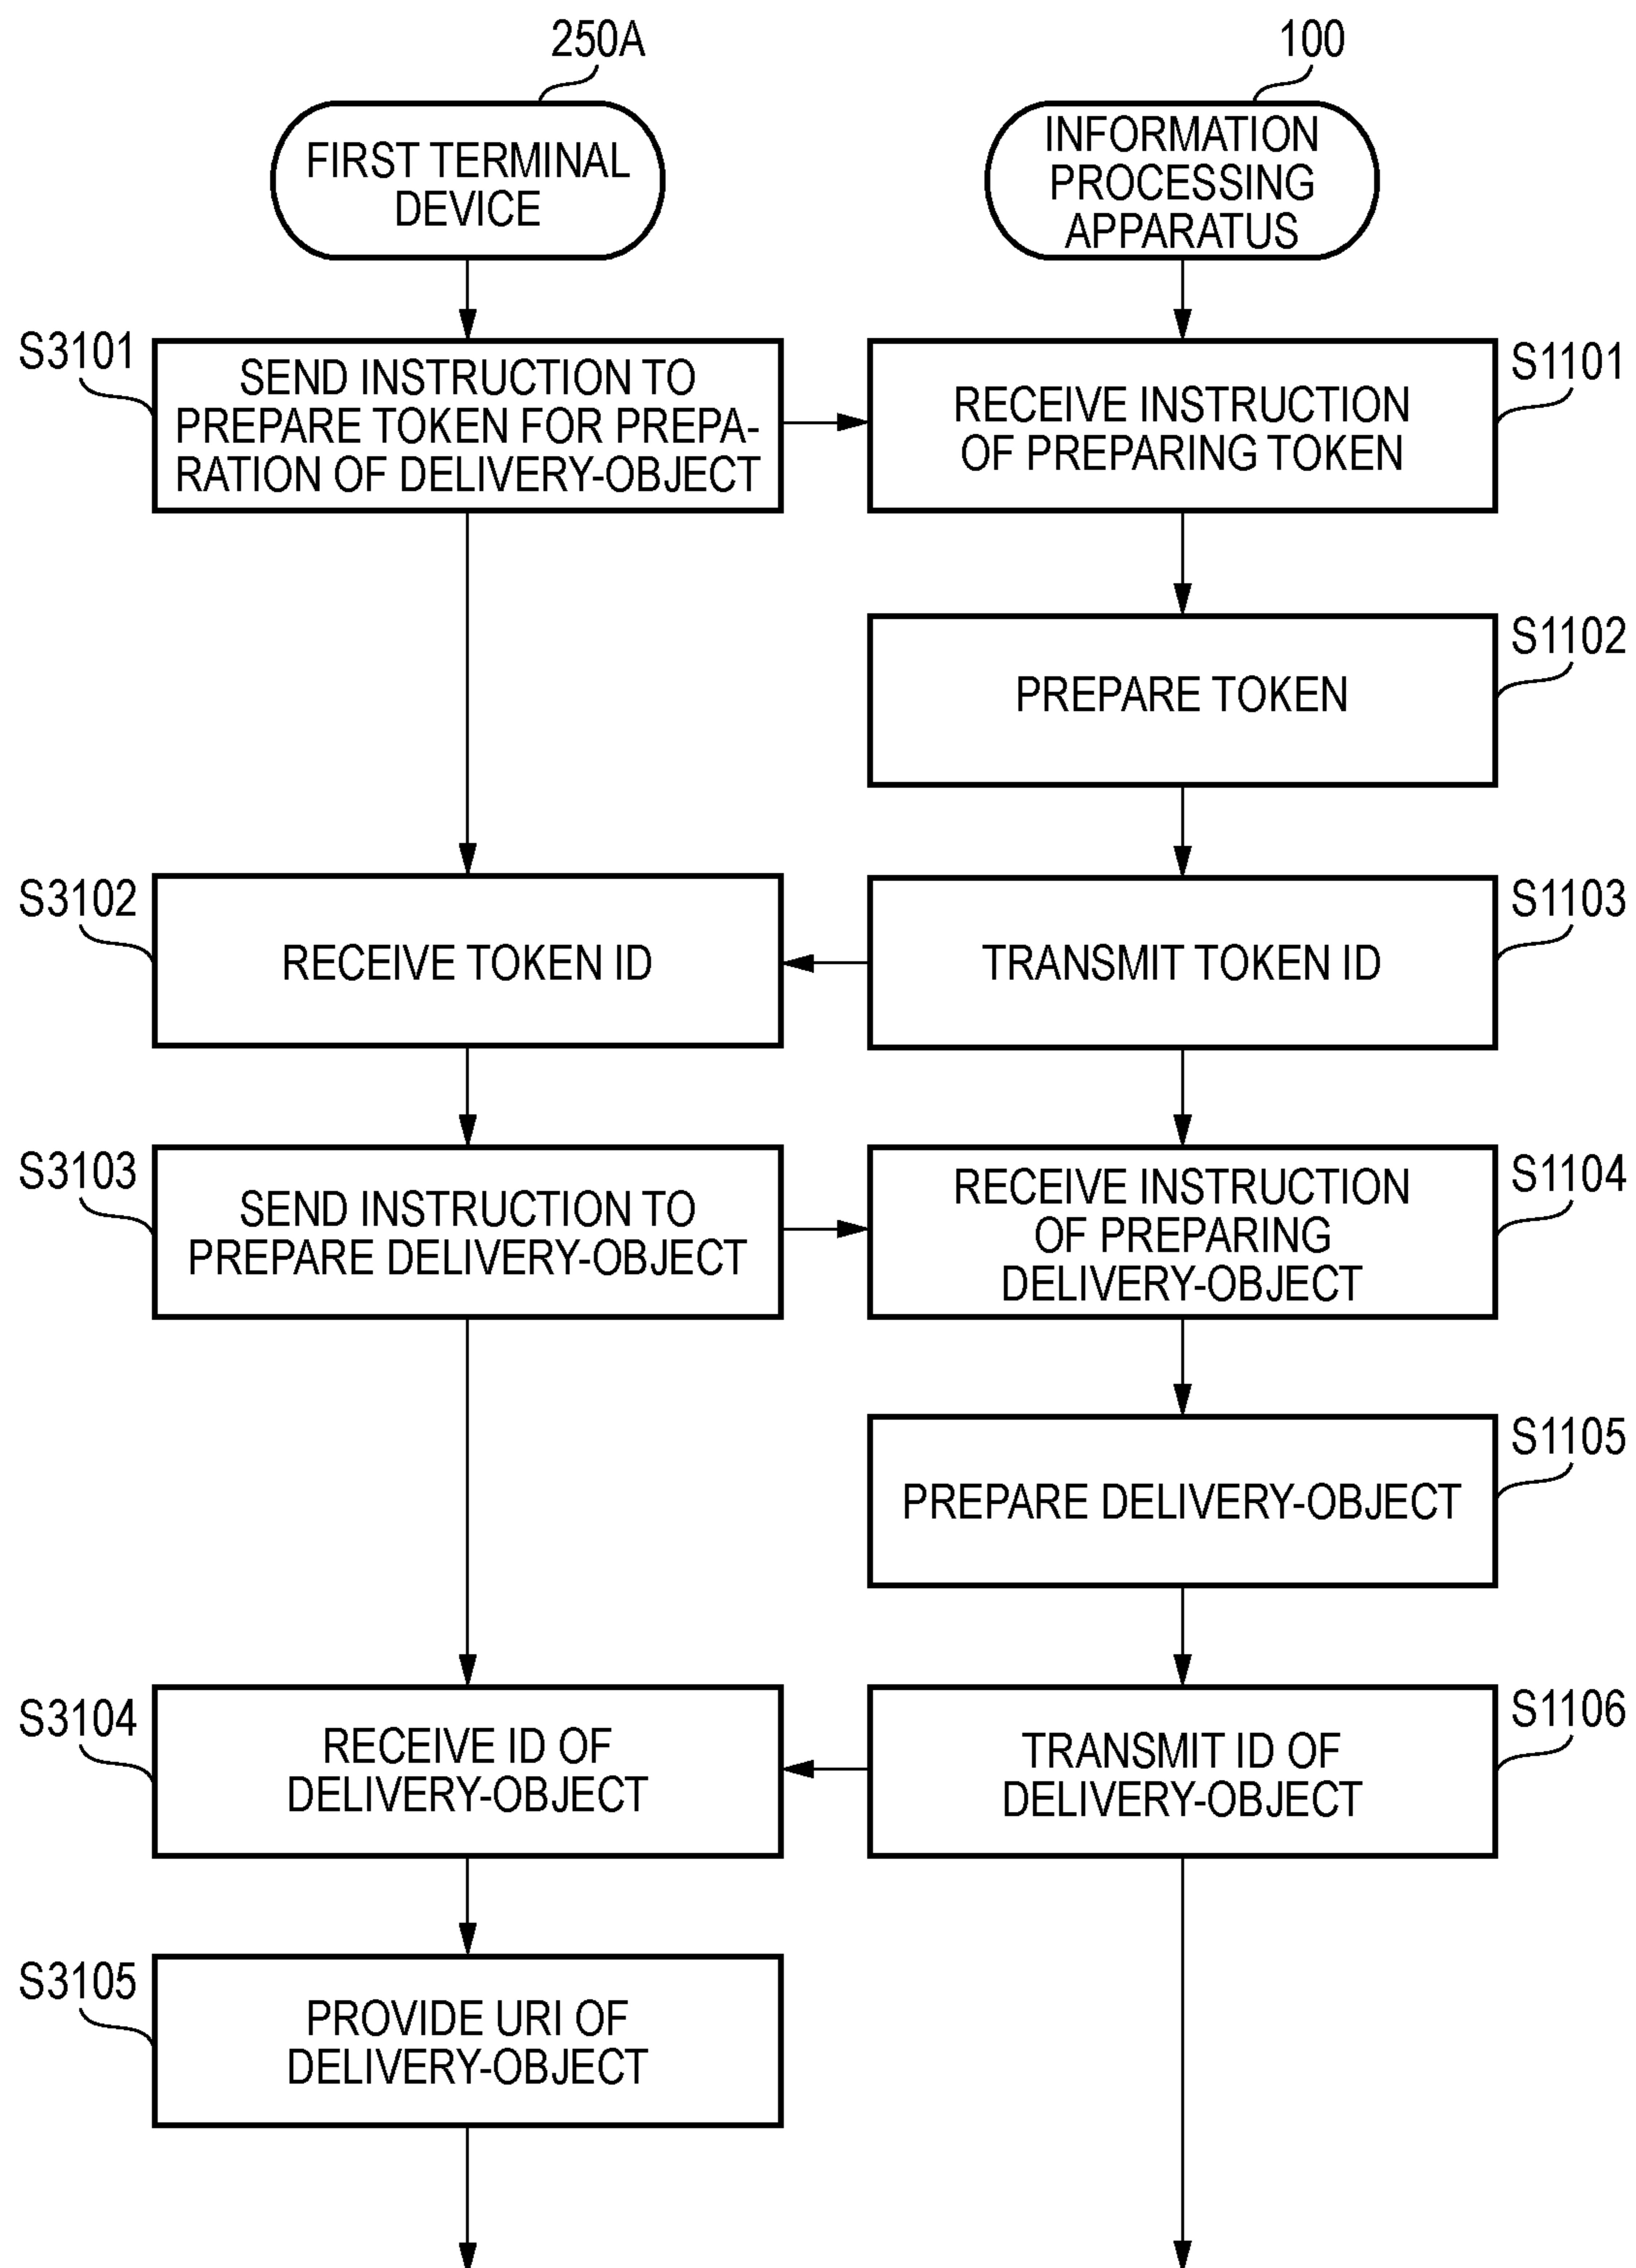 250A
100
FIRST TERMINAL
DEVICE
INFORMATION
PROCESSING
APPARATUS
S3101
SEND INSTRUCTION TO
PREPARE TOKEN FOR PREPA-
RATION OF DELIVERY-OBJECT
S1101
RECEIVE INSTRUCTION
OF PREPARING TOKEN
S1102
PREPARE TOKEN
S3102
RECEIVE TOKEN ID
S1103
TRANSMIT TOKEN ID
S3103
SEND INSTRUCTION TO
PREPARE DELIVERY-OBJECT
S1104
RECEIVE INSTRUCTION
OF PREPARING
DELIVERY-OBJECT
S1105
PREPARE DELIVERY-OBJECT
S3104
RECEIVE ID OF
DELIVERY-OBJECT
S1106
TRANSMIT ID OF
DELIVERY-OBJECT
S3105
PROVIDE URI OF
DELIVERY-OBJECT